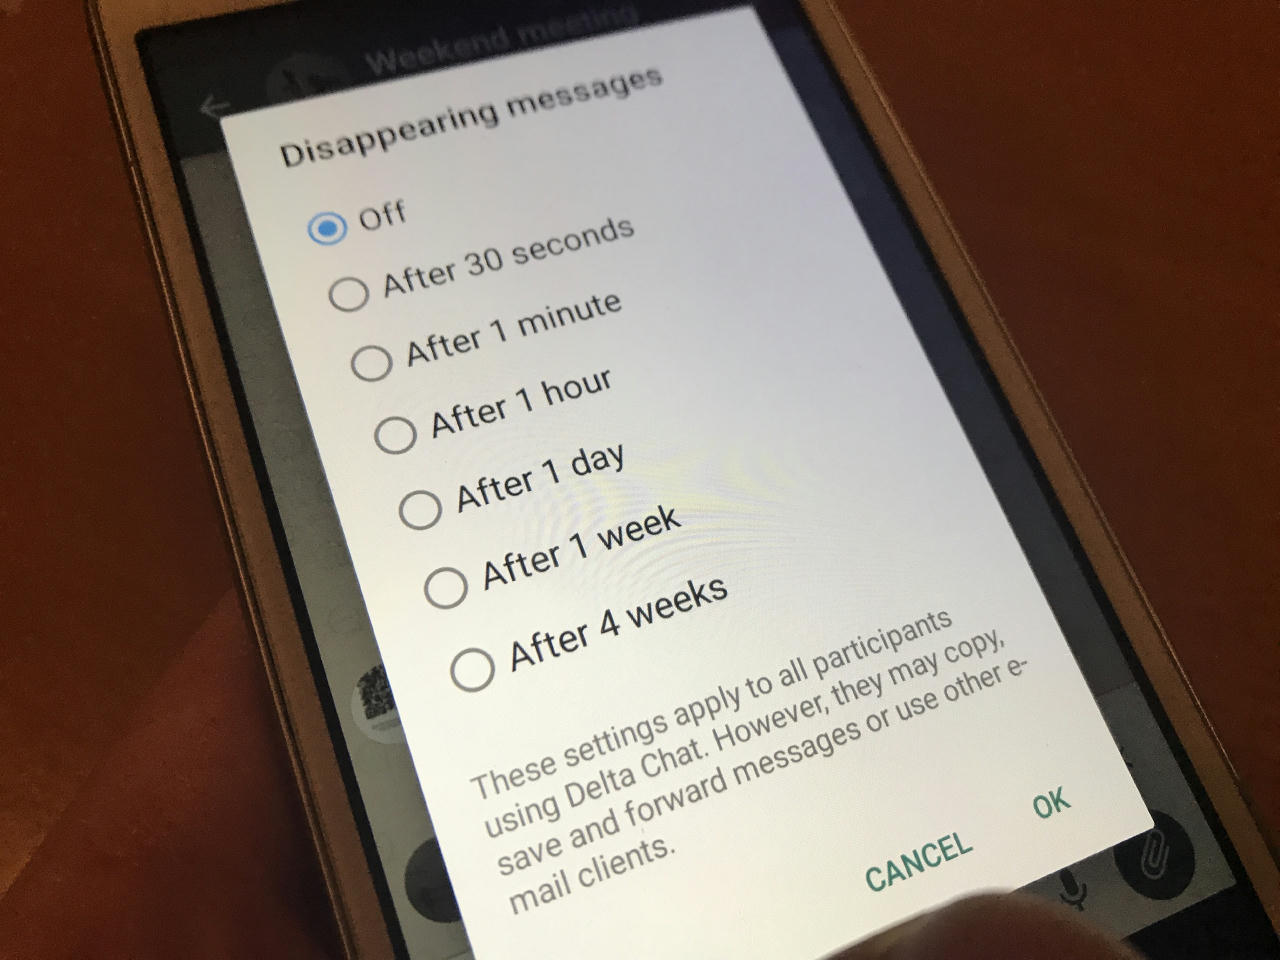 Weekend meeting
Disappearing messages
Off
After 30 seconds
After 1 minute
After 1 hour
After 1 day
After 1 week
After 4 weeks
These settings apply to all participants
using Delta Chat. However, they may copy,
save and forward messages or use other e-
mail clients.
CANCEL
OK